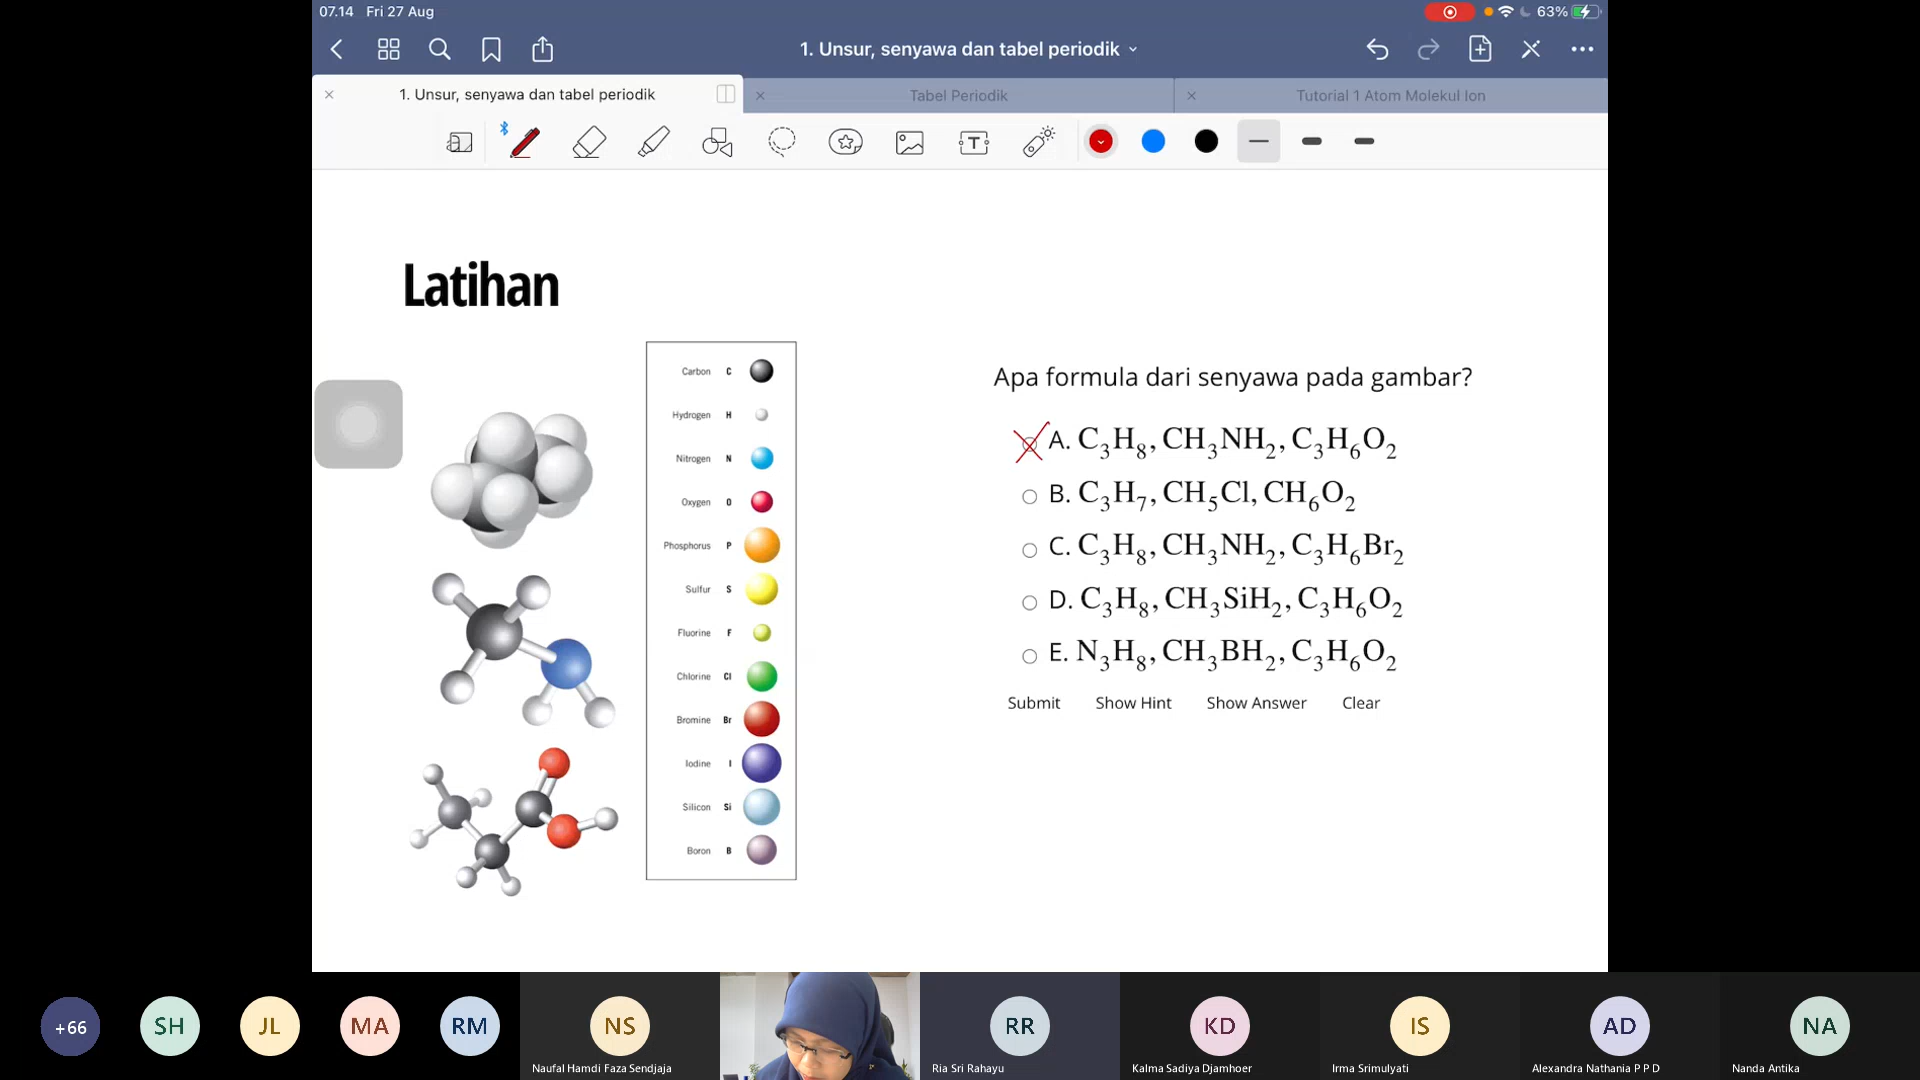 07.14 Fri 27 Aug
63%
1. Unsur, senyawa dan tabel periodik
1. Unsur, senyawa dan tabel periodik
Tabel Periodik
Tutorial 1 Atom Molekul Ion
Latihan
Carbon C
Hydrogen H
Nitrogen N
Oxygen O
Phosphorus P
Sulfur S
Fluorine F
Chlorine Cl
Bromine Br
Iodine I
Silicon Si
Boron B
Apa formula dari senyawa pada gambar?
A. C₃H₈, CH₃NH₂, C₃H₆O₂
B. C₃H₇, CH₅Cl, CH₆O₂
C. C₃H₈, CH₃NH₂, C₃H₆Br₂
D. C₃H₈, CH₃SiH₂, C₃H₆O₂
E. N₃H₈, CH₃BH₂, C₃H₆O₂
Submit Show Hint Show Answer Clear
+66 SH JL MA RM NS RR KD IS AD NA
Naufal Hamdi Faza Sendjaja Ria Sri Rahayu Kalma Sadiya Djamhoer Irma Srimulyati Alexandra Nathania P P D Nanda Antika